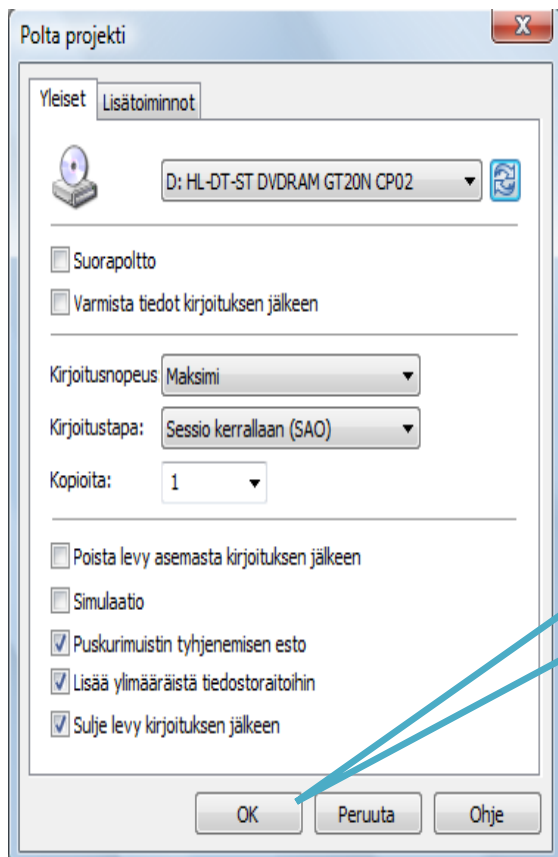 Polta projekti
Yleiset Lisätoiminnot
D: HL-DT-ST DVDRAM GT20N CP02
Suorapoltto
Varmista tiedot kirjoituksen jälkeen
Kirjoitusnopeus Maksimi
Kirjoitustapa: Sessio kerrallaan (SAO)
Kopioita: 1
Poista levy asemasta kirjoituksen jälkeen
Simulaatio
Puskurimuistin tyhjenemisen esto
Lisää ylimääräistä tiedostoraitoihin
Sulje levy kirjoituksen jälkeen
OK Peruuta Ohje